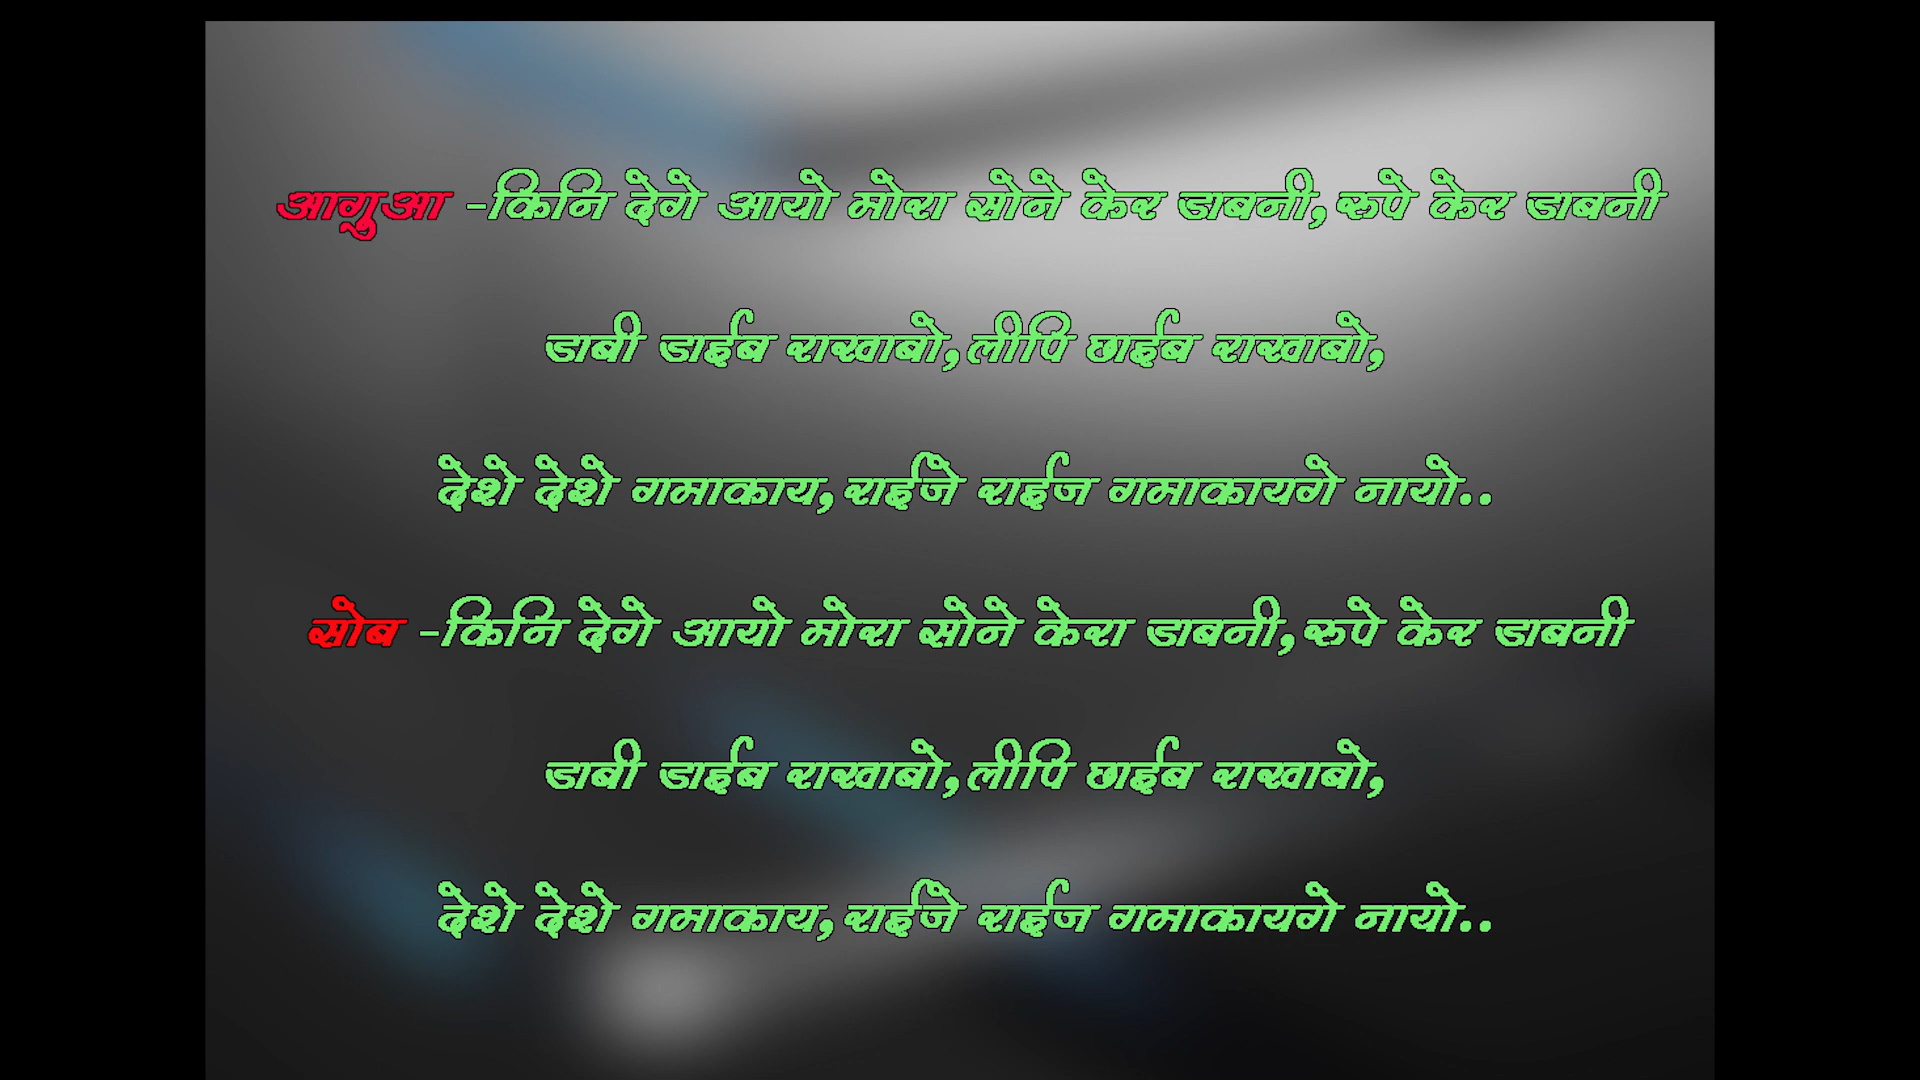 आगुआ -किनि देगे आयो मोरा सोने केर डाबनी,रुपे केर डाबनी
डाबी डाईब राखाबो,लीपि छाईब राखाबो,
देशे देशे गमाकाय,राईजे राईज गमाकायगे नायो..
सोब -किनि देगे आयो मोरा सोने केरा डाबनी,रुपे केर डाबनी
डाबी डाईब राखाबो,लीपि छाईब राखाबो,
देशे देशे गमाकाय,राईजे राईज गमाकायगे नायो..